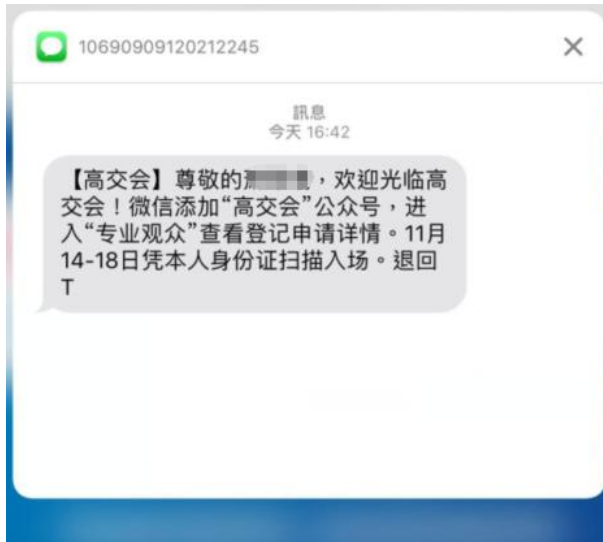 10690909120212245
訊息
今天 16:42
【高交会】尊敬的，欢迎光临高
交会！微信添加“高交会”公众号，进
入“专业观众”查看登记申请详情。11月
14-18日凭本人身份证扫描入场。退回
T